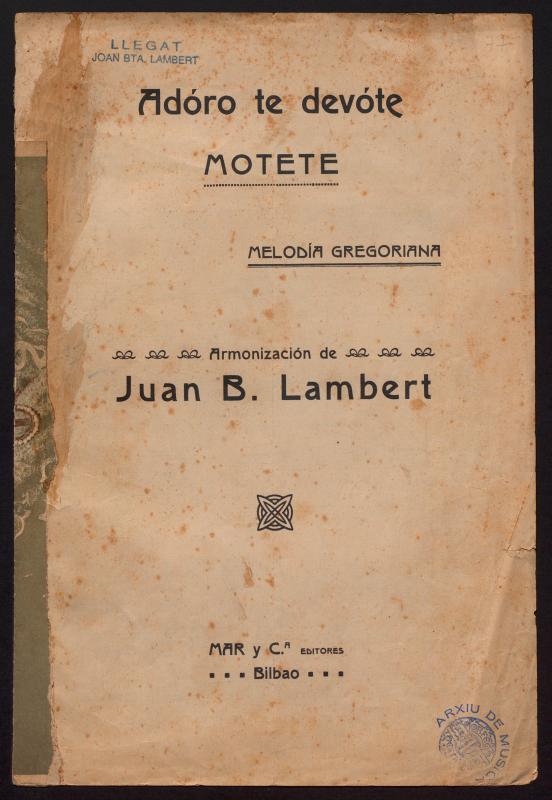 LLEGAT
JOAN BTA. LAMBERT
Adóro te devóte
MOTETE
MELODÍA GREGORIANA
Armonización de
Juan B. Lambert
MAR y C.ª EDITORES
Bilbao
ARXIU DE MUSICA